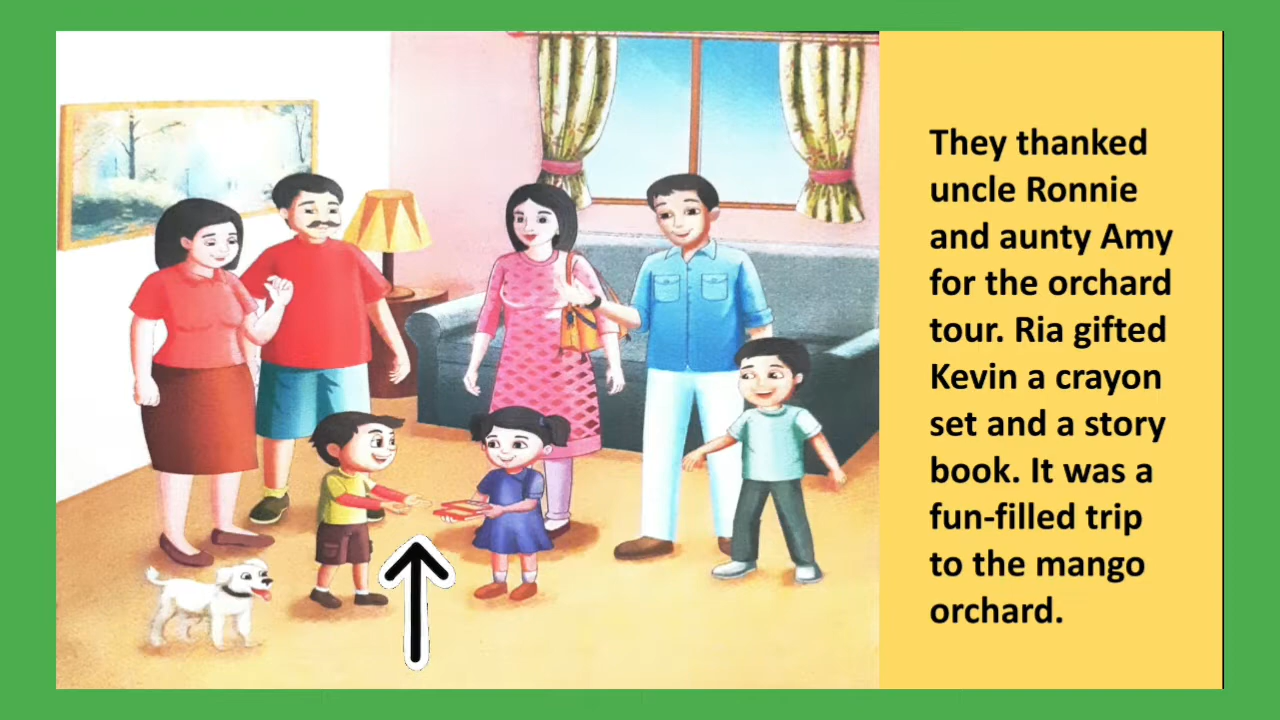 They thanked
uncle Ronnie
and aunty Amy
for the orchard
tour. Ria gifted
Kevin a crayon
set and a story
book. It was a
fun-filled trip
to the mango
orchard.